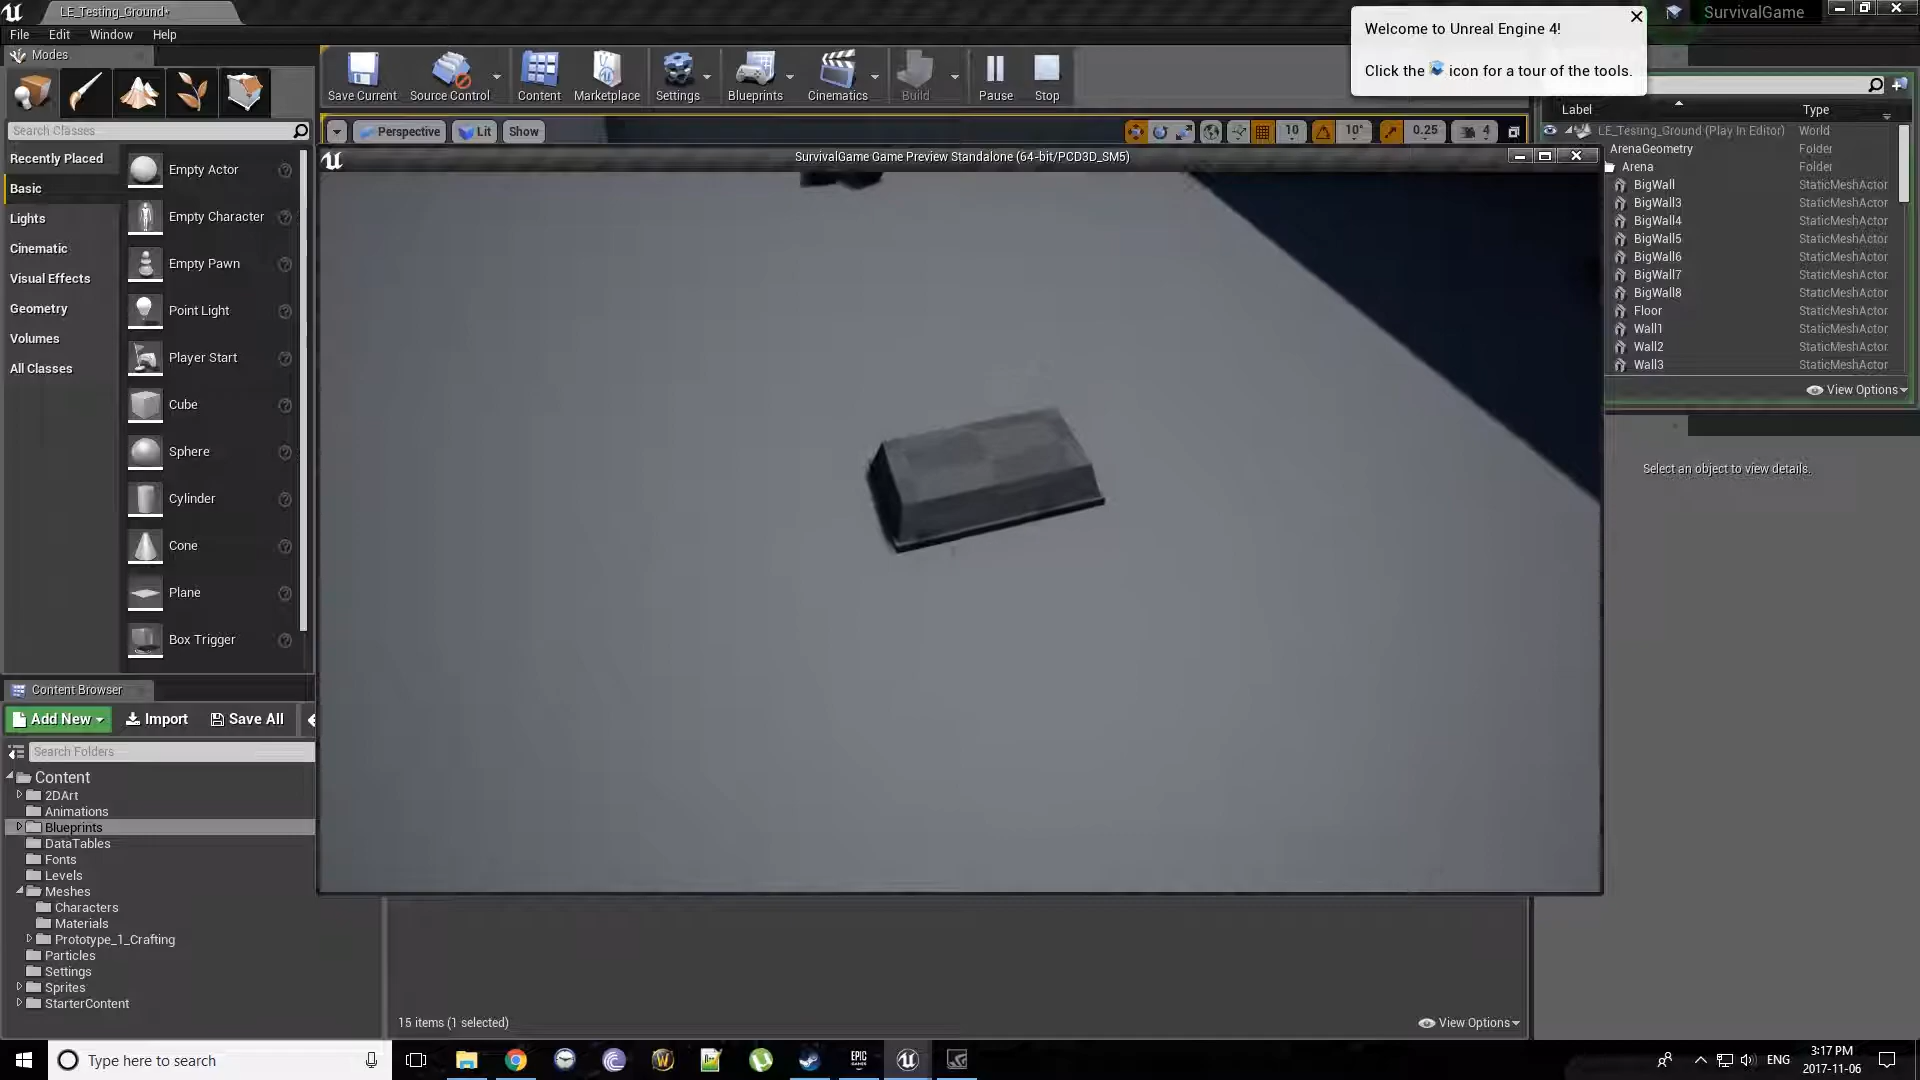 LE_Testing_Ground*
SurvivalGame
File Edit Window Help
Welcome to Unreal Engine 4!
Click the icon for a tour of the tools.
Modes
Save Current
Source Control
Content
Marketplace
Settings
Blueprints
Cinematics
Build
Pause
Stop
Search Classes
Perspective
Lit
Show
10
10°
0.25
4
Label
Type
LE_Testing_Ground (Play In Editor) World
ArenaGeometry Folder
Arena Folder
BigWall StaticMeshActor
BigWall3 StaticMeshActor
BigWall4 StaticMeshActor
BigWall5 StaticMeshActor
BigWall6 StaticMeshActor
BigWall7 StaticMeshActor
BigWall8 StaticMeshActor
Floor StaticMeshActor
Wall1 StaticMeshActor
Wall2 StaticMeshActor
Wall3 StaticMeshActor
View Options
Select an object to view details.
SurvivalGame Game Preview Standalone (64-bit/PCD3D_SM5)
Recently Placed
Basic
Lights
Cinematic
Visual Effects
Geometry
Volumes
All Classes
Empty Actor
Empty Character
Empty Pawn
Point Light
Player Start
Cube
Sphere
Cylinder
Cone
Plane
Box Trigger
Content Browser
Add New
Import
Save All
Search Folders
Content
2DArt
Animations
Blueprints
DataTables
Fonts
Levels
Meshes
Characters
Materials
Prototype_1_Crafting
Particles
Settings
Sprites
StarterContent
15 items (1 selected)
View Options
Type here to search
EPIC
GAMES
ENG
3:17 PM
2017-11-06